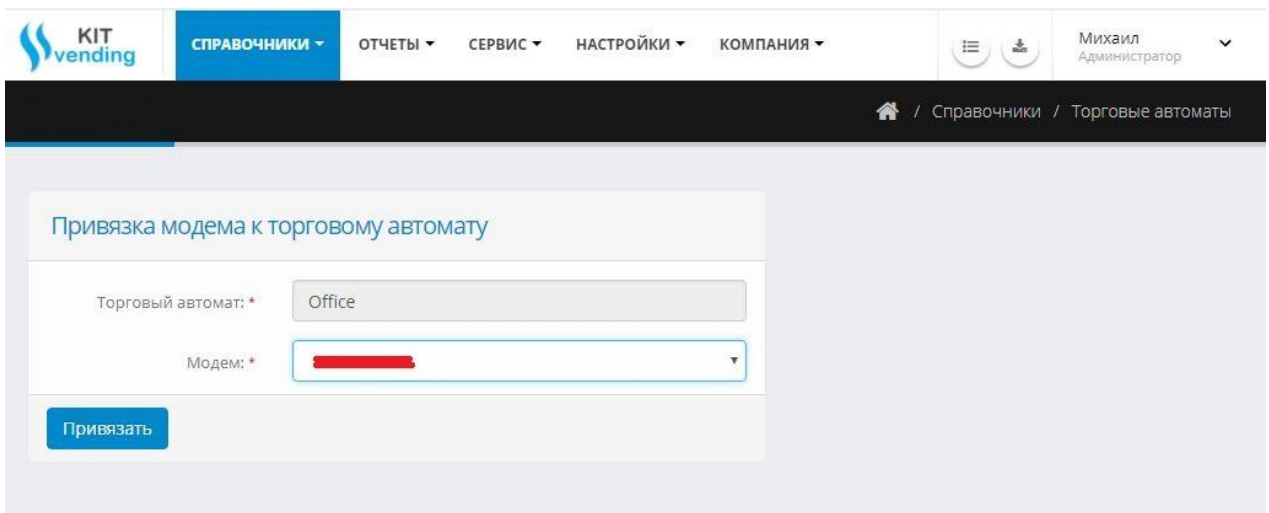 KIT
vending
СПРАВОЧНИКИ
ОТЧЕТЫ
СЕРВИС
НАСТРОЙКИ
КОМПАНИЯ
Михаил
Администратор
/ Справочники / Торговые автоматы
Привязка модема к торговому автомату
Торговый автомат: *
Office
Модем: *
Привязать